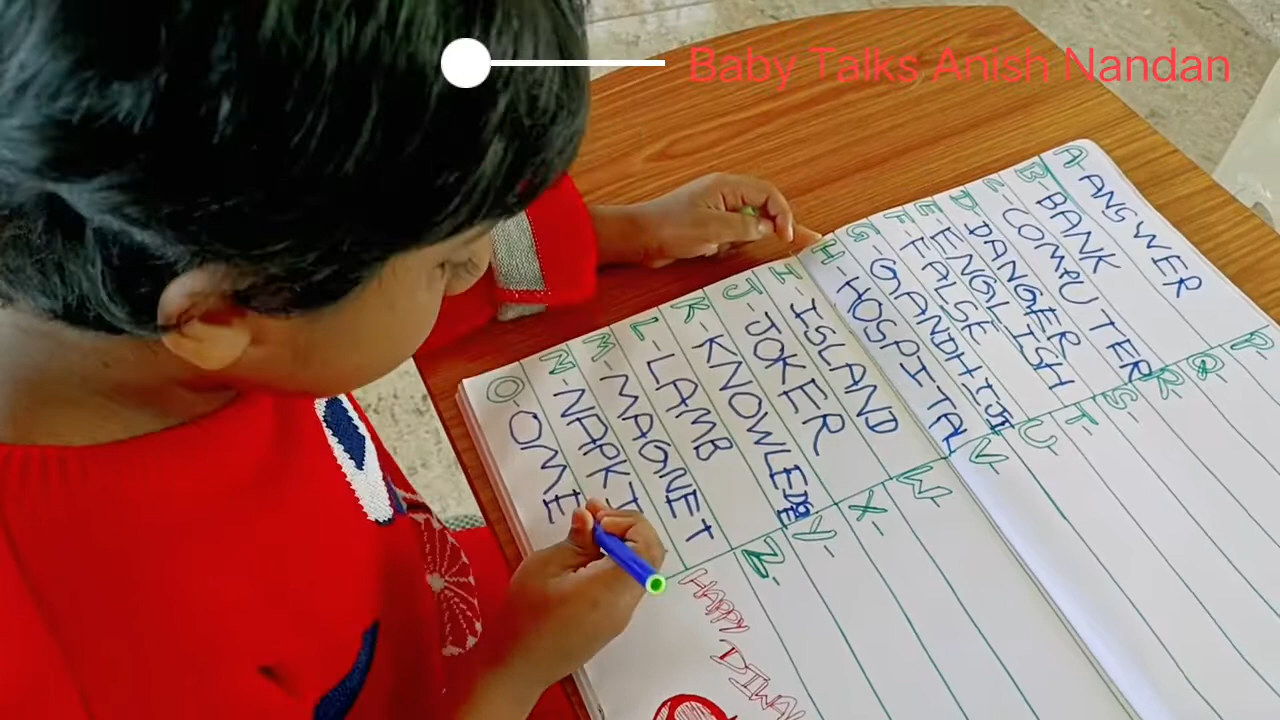 Baby Talks Anish Nandan
A-ANSWER
B-BANK
C-COMPUTER
D-DANGER
E-ENGLISH
F-FALSE
G-GANDHIJI
H-HOSPITAL
I-ISLAND
J-JOKER
K-KNOWLEDGE
L-LAMB
M-MAGNET
N-NAPKI
O-OME
P-
Q-
R-
S-
T-
U-
V-
W-
X-
Y-
Z-
HAPPY
DIWAL